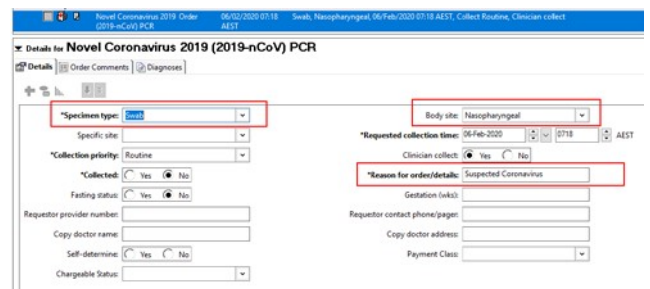 Novel Coronavirus 2019 Order 06/02/2020 07:18 Swab, Nasopharyngeal, 06/Feb/2020 07:18 AEST, Collect Routine, Clinician collect
(2019-nCoV) PCR AEST
Details for Novel Coronavirus 2019 (2019-nCoV) PCR
Details Order Comments Diagnoses
*Specimen type: Swab Body site: Nasopharyngeal
Specific site: *Requested collection time: 06-Feb-2020 0718 AEST
*Collection priority: Routine Clinician collect: Yes No
*Collected: Yes No *Reason for order/details: Suspected Coronavirus
Fasting status: Yes No Gestation (wks):
Requestor provider number: Requestor contact phone/pager:
Copy doctor name: Copy doctor address:
Self-determine: Yes No Payment Class:
Chargeable Status: